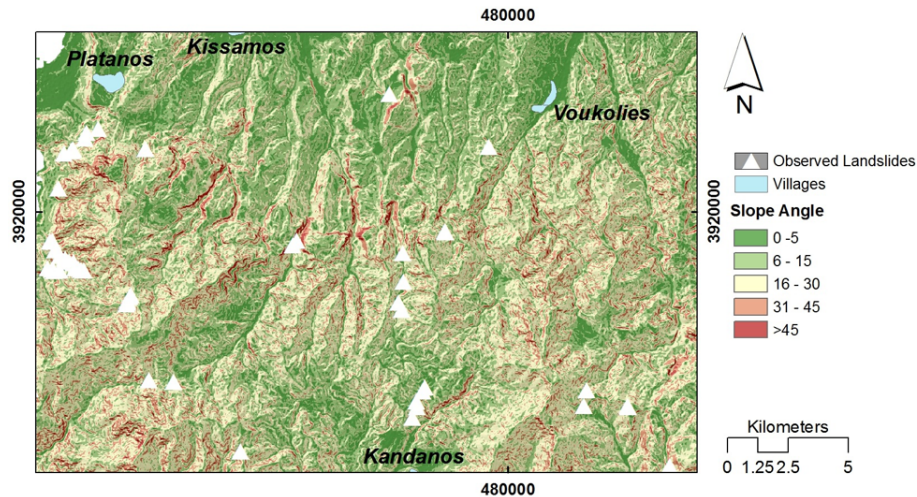 480000
Platanos
Kissamos
Voukolies
Kandanos
3920000
3920000
480000
N
Observed Landslides
Villages
Slope Angle
0 -5
6 - 15
16 - 30
31 - 45
>45
Kilometers
0 1.25 2.5 5